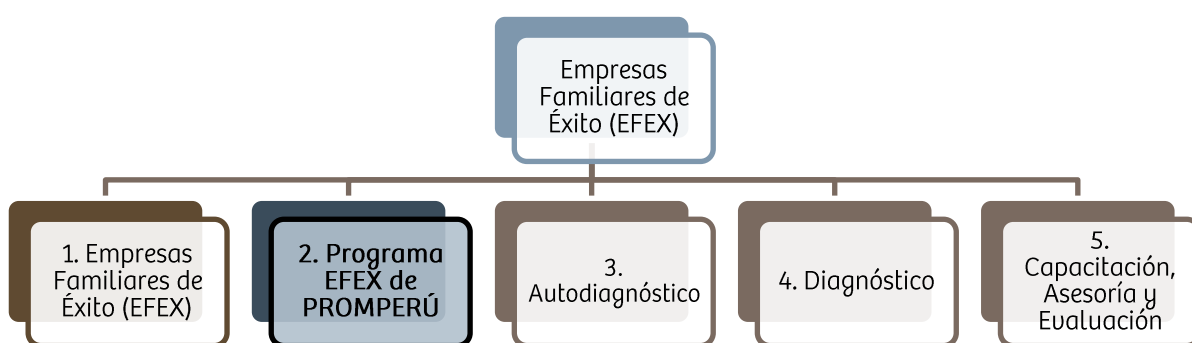 Empresas
Familiares de
Éxito (EFEX)
1. Empresas
Familiares de
Éxito (EFEX)
2. Programa
EFEX de
PROMPERÚ
3.
Autodiagnóstico
4. Diagnóstico
5.
Capacitación,
Asesoría y
Evaluación